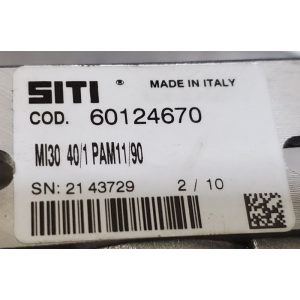 SITI ® MADE IN ITALY
COD. 60124670
MI30 40/1 PAM11/90
SN: 21 43729 2 / 10